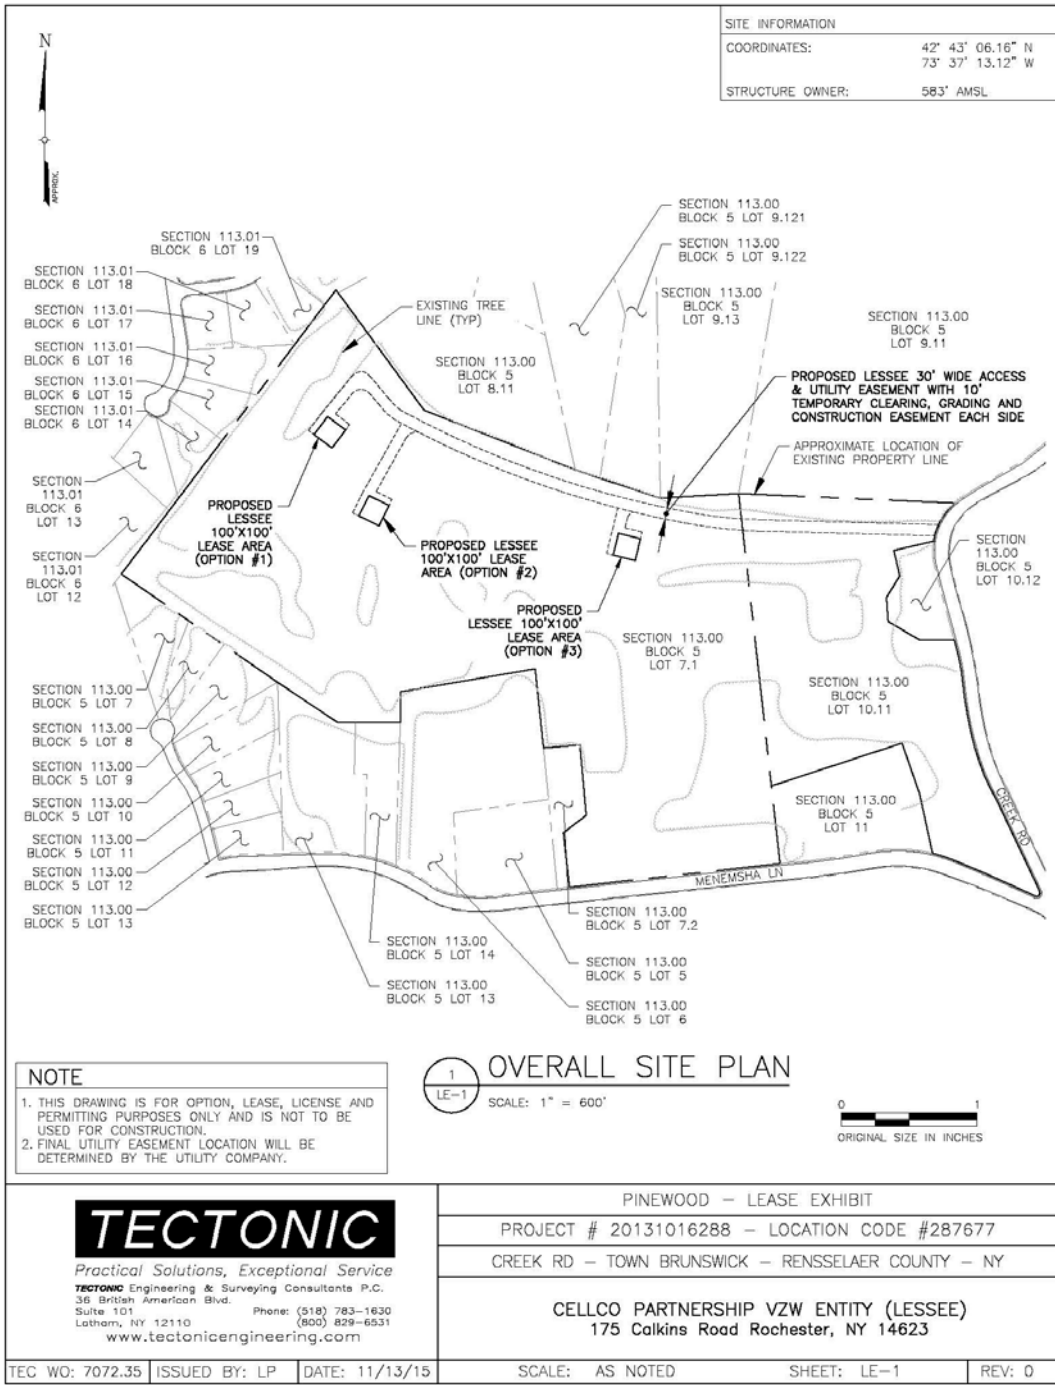 SITE INFORMATION
COORDINATES: 42° 43' 06.16" N
73° 37' 13.12" W
STRUCTURE OWNER: 583' AMSL
N
APPROX.
SECTION 113.00
BLOCK 5 LOT 9.121
SECTION 113.00
BLOCK 5 LOT 9.122
SECTION 113.01
BLOCK 6 LOT 19
SECTION 113.01
BLOCK 6 LOT 18
SECTION 113.01
BLOCK 6 LOT 17
SECTION 113.01
BLOCK 6 LOT 16
SECTION 113.01
BLOCK 6 LOT 15
SECTION 113.01
BLOCK 6 LOT 14
SECTION
113.01
BLOCK 6
LOT 13
SECTION
113.01
BLOCK 6
LOT 12
EXISTING TREE
LINE (TYP)
SECTION 113.00
BLOCK 5
LOT 8.11
SECTION 113.00
BLOCK 5
LOT 9.13
SECTION 113.00
BLOCK 5
LOT 9.11
PROPOSED LESSEE 30' WIDE ACCESS
& UTILITY EASEMENT WITH 10'
TEMPORARY CLEARING, GRADING AND
CONSTRUCTION EASEMENT EACH SIDE
APPROXIMATE LOCATION OF
EXISTING PROPERTY LINE
PROPOSED
LESSEE
100'X100'
LEASE AREA
(OPTION #1)
PROPOSED LESSEE
100'X100' LEASE
AREA (OPTION #2)
PROPOSED
LESSEE 100'X100'
LEASE AREA
(OPTION #3)
SECTION
113.00
BLOCK 5
LOT 10.12
SECTION 113.00
BLOCK 5
LOT 7.1
SECTION 113.00
BLOCK 5
LOT 10.11
SECTION 113.00
BLOCK 5
LOT 11
CREEK RD
MENEMSHA LN
SECTION 113.00
BLOCK 5 LOT 7
SECTION 113.00
BLOCK 5 LOT 8
SECTION 113.00
BLOCK 5 LOT 9
SECTION 113.00
BLOCK 5 LOT 10
SECTION 113.00
BLOCK 5 LOT 11
SECTION 113.00
BLOCK 5 LOT 12
SECTION 113.00
BLOCK 5 LOT 13
SECTION 113.00
BLOCK 5 LOT 14
SECTION 113.00
BLOCK 5 LOT 13
SECTION 113.00
BLOCK 5 LOT 7.2
SECTION 113.00
BLOCK 5 LOT 5
SECTION 113.00
BLOCK 5 LOT 6
NOTE
1. THIS DRAWING IS FOR OPTION, LEASE, LICENSE AND
PERMITTING PURPOSES ONLY AND IS NOT TO BE
USED FOR CONSTRUCTION.
2. FINAL UTILITY EASEMENT LOCATION WILL BE
DETERMINED BY THE UTILITY COMPANY.
1
LE-1
OVERALL SITE PLAN
SCALE: 1" = 600'
0 1
ORIGINAL SIZE IN INCHES
TECTONIC
Practical Solutions, Exceptional Service
TECTONIC Engineering & Surveying Consultants P.C.
36 British American Blvd.
Suite 101 Phone: (518) 783-1630
Latham, NY 12110 (800) 829-6531
www.tectonicengineering.com
PINEWOOD - LEASE EXHIBIT
PROJECT # 20131016288 - LOCATION CODE #287677
CREEK RD - TOWN BRUNSWICK - RENSSELAER COUNTY - NY
CELLCO PARTNERSHIP VZW ENTITY (LESSEE)
175 Calkins Road Rochester, NY 14623
TEC WO: 7072.35 ISSUED BY: LP DATE: 11/13/15 SCALE: AS NOTED SHEET: LE-1 REV: 0